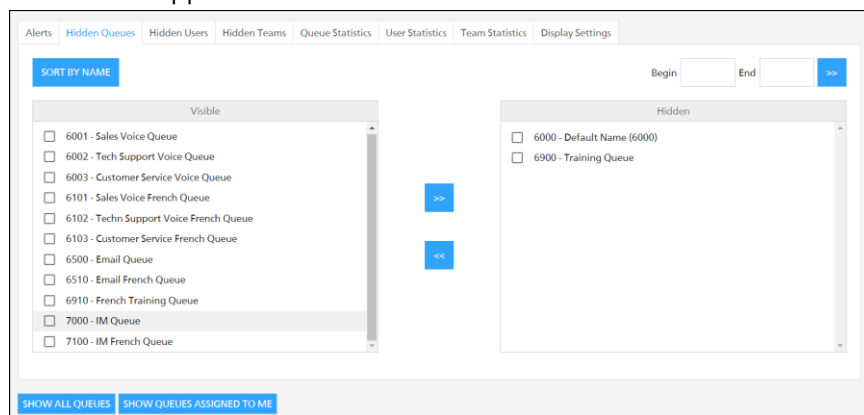 Alerts Hidden Queues Hidden Users Hidden Teams Queue Statistics User Statistics Team Statistics Display Settings
SORT BY NAME Begin End >>
Visible Hidden
6001 - Sales Voice Queue
6002 - Tech Support Voice Queue
6003 - Customer Service Voice Queue
6101 - Sales Voice French Queue
6102 - Techn Support Voice French Queue
6103 - Customer Service French Queue
6500 - Email Queue
6510 - Email French Queue
6910 - French Training Queue
7000 - IM Queue
7100 - IM French Queue
>>
<<
6000 - Default Name (6000)
6900 - Training Queue
SHOW ALL QUEUES SHOW QUEUES ASSIGNED TO ME